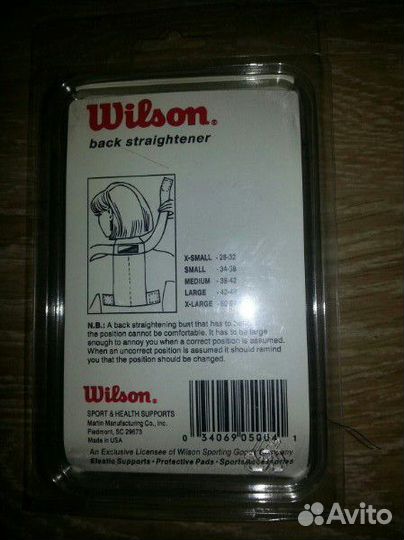 Wilson®
back straightener
X-SMALL - 28-32
SMALL - 34-38
MEDIUM - 38-42
LARGE
X-LARGE
N.B.: A back straightening that has to
the position cannot be comfortable. It has to be large
enough to annoy you when a correct position is assumed.
When an uncorrect position is assumed it should remind
you that the position should be changed.
Wilson.
SPORT & HEALTH SUPPORTS
Martin Manufacturing Co., Inc.
Piedmont, SC 29673
Made in USA
0 34069 05004 1
An Exclusive Licensee of Wilson Sporting Goods Company
Elastic Supports • Protective Pads • Sports Accessories
Avito